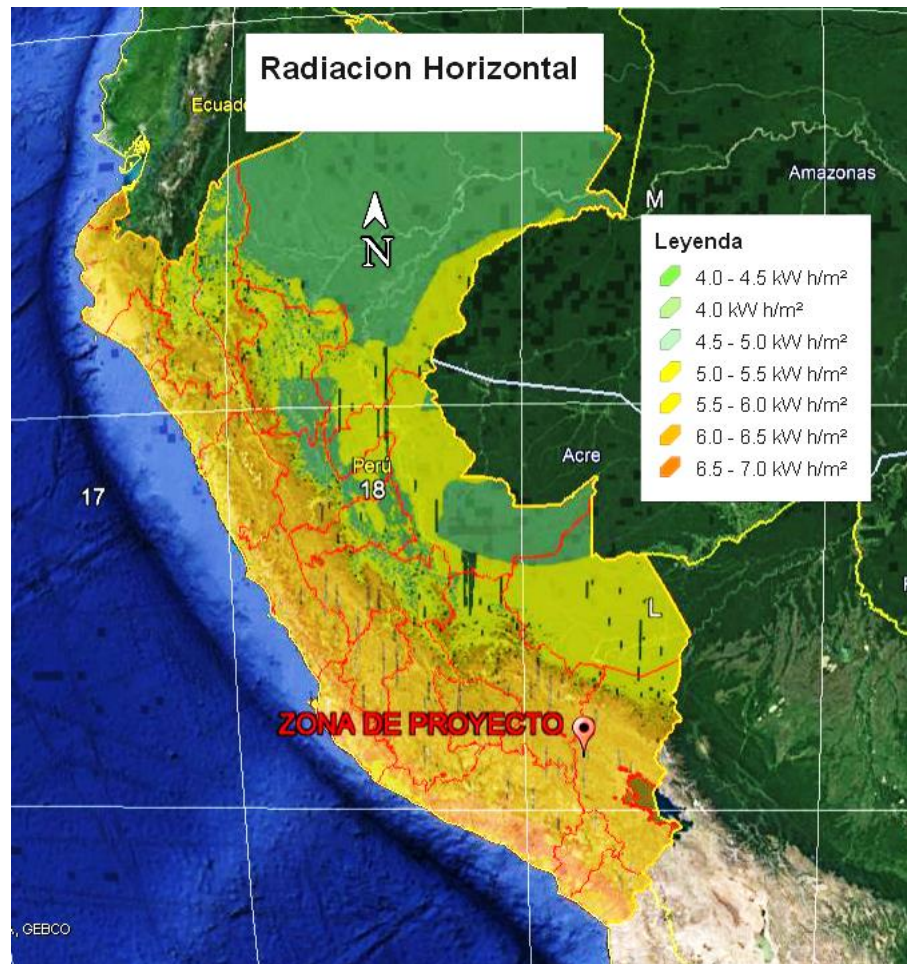 Radiacion Horizontal
Amazonas
M
N
Leyenda
4.0 - 4.5 kW h/m²
4.0 kW h/m²
4.5 - 5.0 kW h/m²
5.0 - 5.5 kW h/m²
5.5 - 6.0 kW h/m²
6.0 - 6.5 kW h/m²
6.5 - 7.0 kW h/m²
Acre
Perú
18
17
L
ZONA DE PROYECTO
, GEBCO